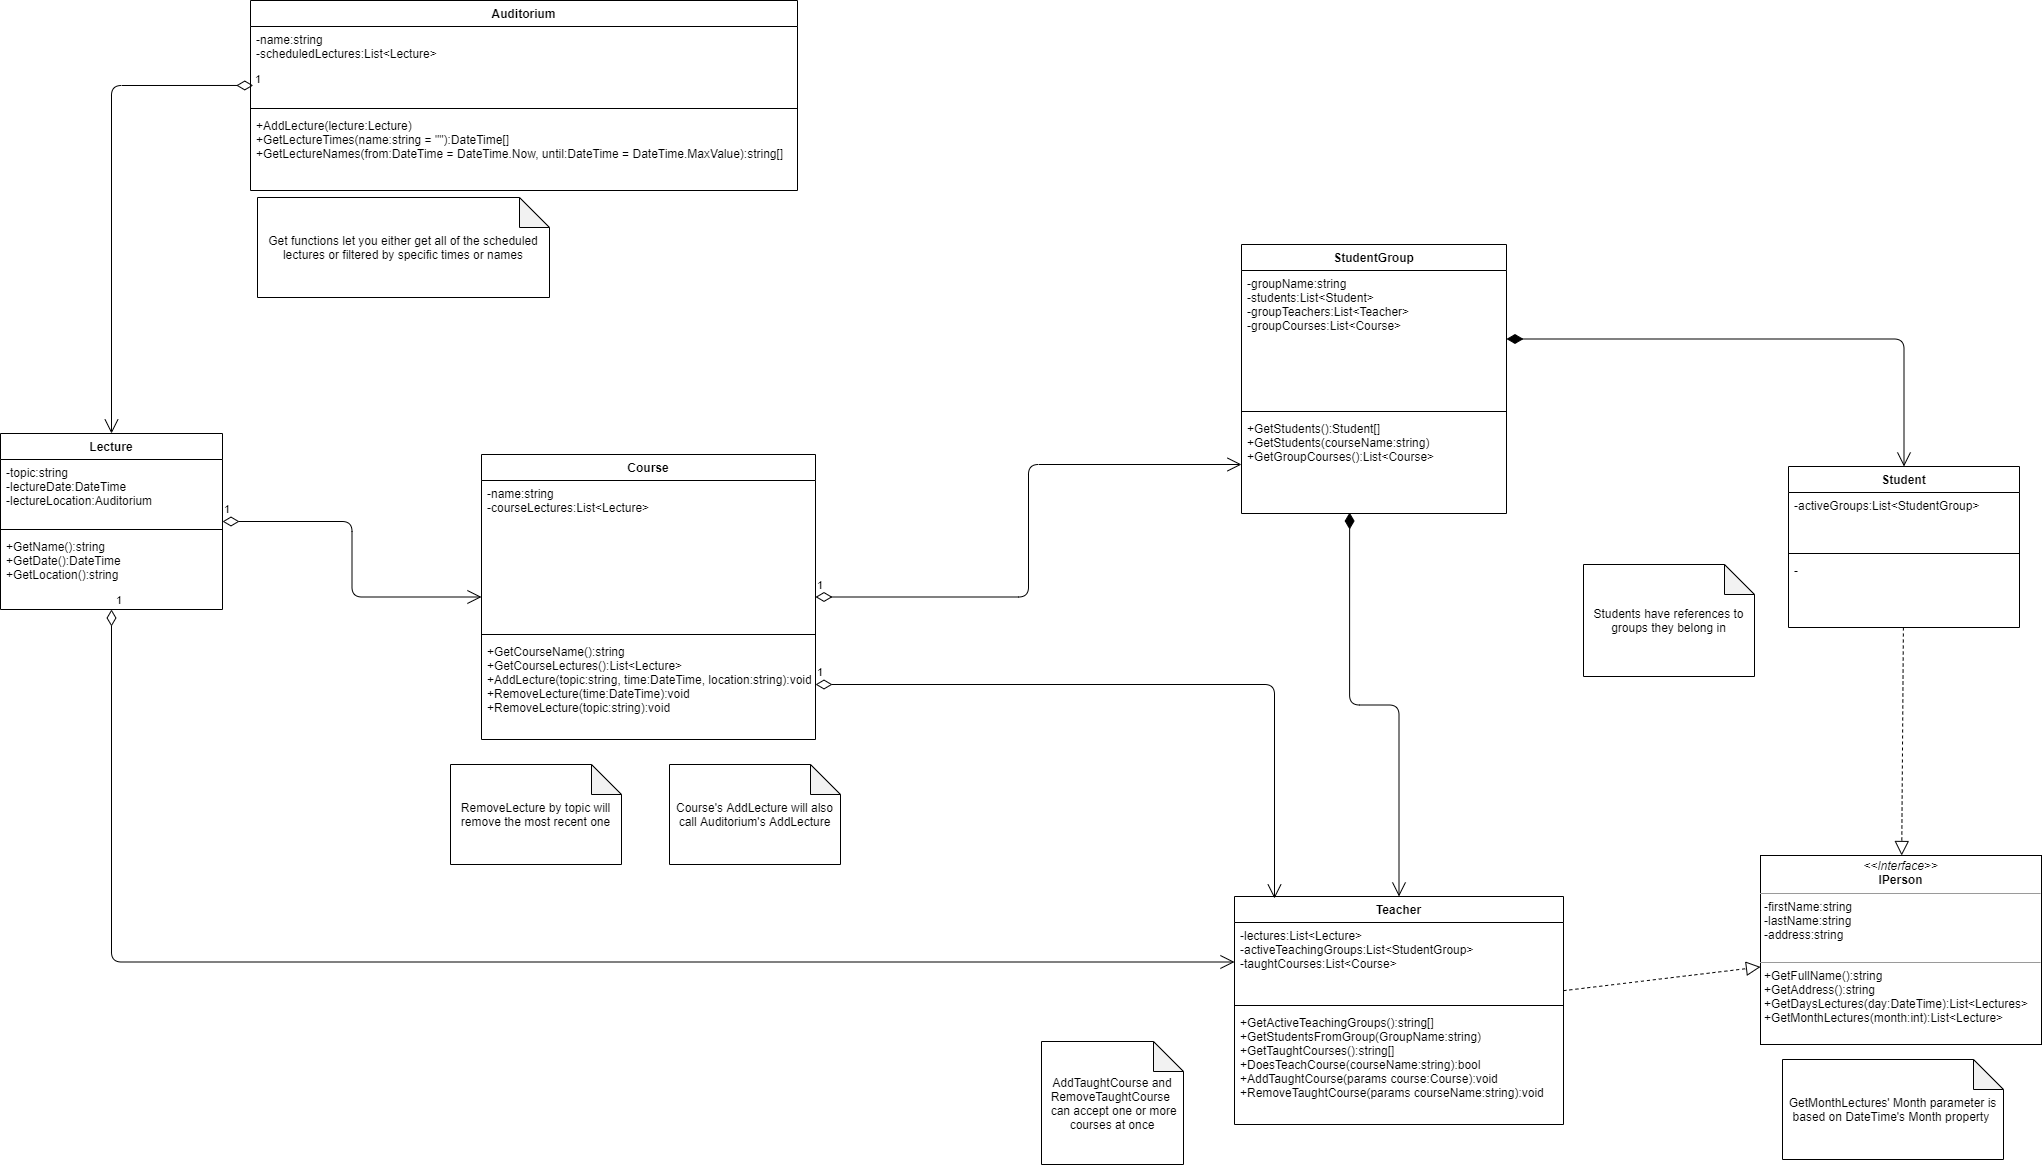 Auditorium
-name:string
-scheduledLectures:List<Lecture>
1
+AddLecture(lecture:Lecture)
+GetLectureTimes(name:string = ""):DateTime[]
+GetLectureNames(from:DateTime = DateTime.Now, until:DateTime = DateTime.MaxValue):string[]
Get functions let you either get all of the scheduled
lectures or filtered by specific times or names
StudentGroup
-groupName:string
-students:List<Student>
-groupTeachers:List<Teacher>
-groupCourses:List<Course>
+GetStudents():Student[]
+GetStudents(courseName:string)
+GetGroupCourses():List<Course>
Lecture
-topic:string
-lectureDate:DateTime
-lectureLocation:Auditorium
1
+GetName():string
+GetDate():DateTime
+GetLocation():string
1
Course
-name:string
-courseLectures:List<Lecture>
1
+GetCourseName():string
+GetCourseLectures():List<Lecture>
+AddLecture(topic:string, time:DateTime, location:string):void
+RemoveLecture(time:DateTime):void
+RemoveLecture(topic:string):void
1
RemoveLecture by topic will
remove the most recent one
Course's AddLecture will also
call Auditorium's AddLecture
Student
-activeGroups:List<StudentGroup>
-
Students have references to
groups they belong in
<<Interface>>
IPerson
-firstName:string
-lastName:string
-address:string
+GetFullName():string
+GetAddress():string
+GetDaysLectures(day:DateTime):List<Lectures>
+GetMonthLectures(month:int):List<Lecture>
GetMonthLectures' Month parameter is
based on DateTime's Month property
Teacher
-lectures:List<Lecture>
-activeTeachingGroups:List<StudentGroup>
-taughtCourses:List<Course>
+GetActiveTeachingGroups():string[]
+GetStudentsFromGroup(GroupName:string)
+GetTaughtCourses():string[]
+DoesTeachCourse(courseName:string):bool
+AddTaughtCourse(params course:Course):void
+RemoveTaughtCourse(params courseName:string):void
AddTaughtCourse and
RemoveTaughtCourse
can accept one or more
courses at once